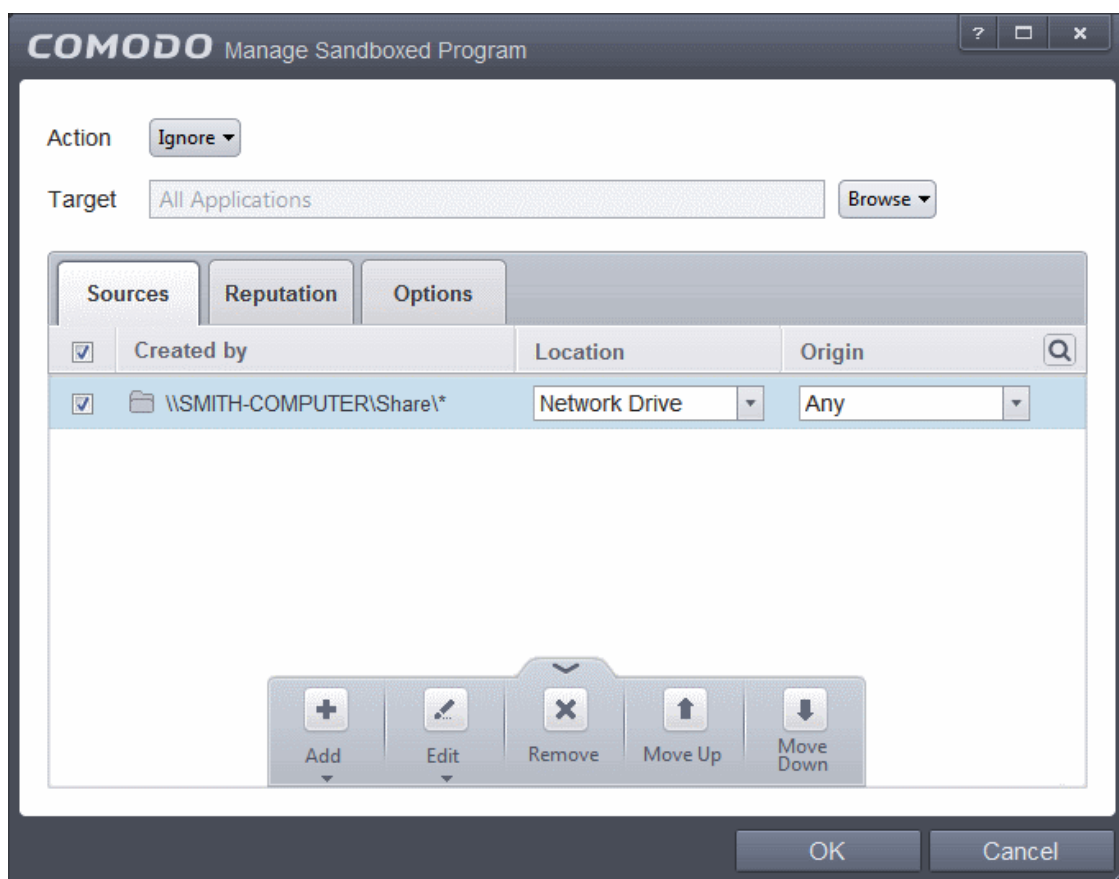 COMODO Manage Sandboxed Program ?
Action Ignore
Target All Applications Browse
Sources Reputation Options
Created by Location Origin
\\SMITH-COMPUTER\Share\* Network Drive Any
Add Edit Remove Move Up Move Down
OK Cancel